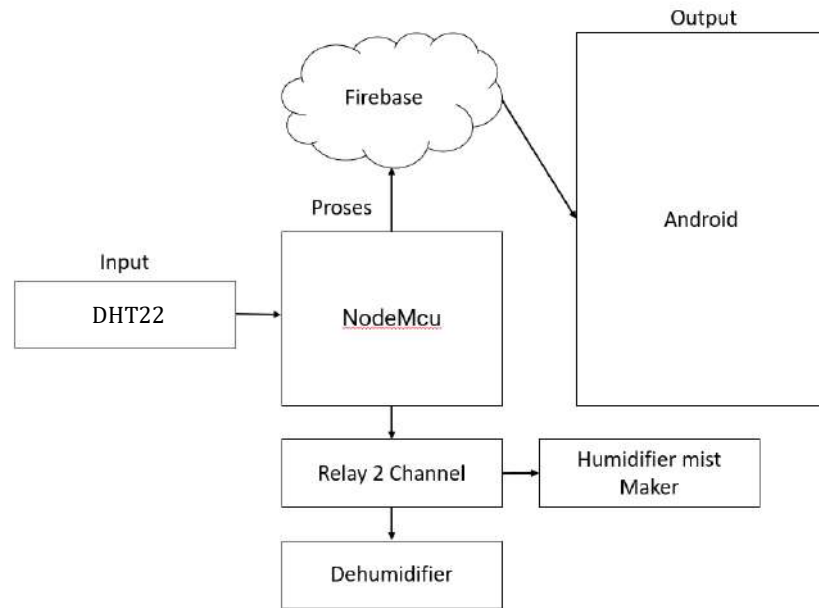 Output
Firebase
Proses
Android
Input
DHT22
NodeMcu
Relay 2 Channel
Humidifier mist
Maker
Dehumidifier